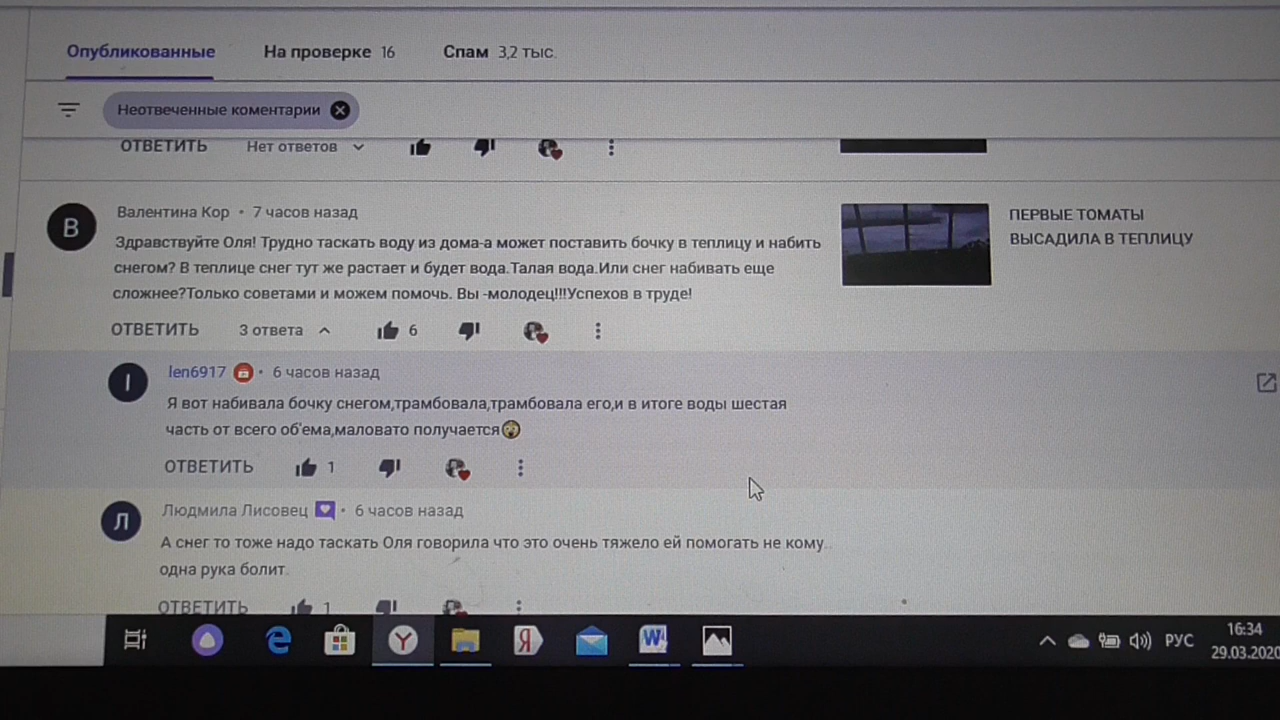 Опубликованные На проверке 16 Спам 3,2 тыс.
Неотвеченные коментарии
ОТВЕТИТЬ Нет ответов
В
Валентина Кор • 7 часов назад
Здравствуйте Оля! Трудно таскать воду из дома-а может поставить бочку в теплицу и набить
снегом? В теплице снег тут же растает и будет вода.Талая вода.Или снег набивать еще
сложнее?Только советами и можем помочь. Вы -молодец!!!Успехов в труде!
ПЕРВЫЕ ТОМАТЫ
ВЫСАДИЛА В ТЕПЛИЦУ
ОТВЕТИТЬ 3 ответа 6
I
len6917 • 6 часов назад
Я вот набивала бочку снегом,трамбовала,трамбовала его,и в итоге воды шестая
часть от всего об'ема,маловато получается
ОТВЕТИТЬ 1
Л
Людмила Лисовец • 6 часов назад
А снег то тоже надо таскать Оля говорила что это очень тяжело ей помогать не кому..
одна рука болит.
ОТВЕТИТЬ 1
Y Я W РУС
16:34
29.03.2020